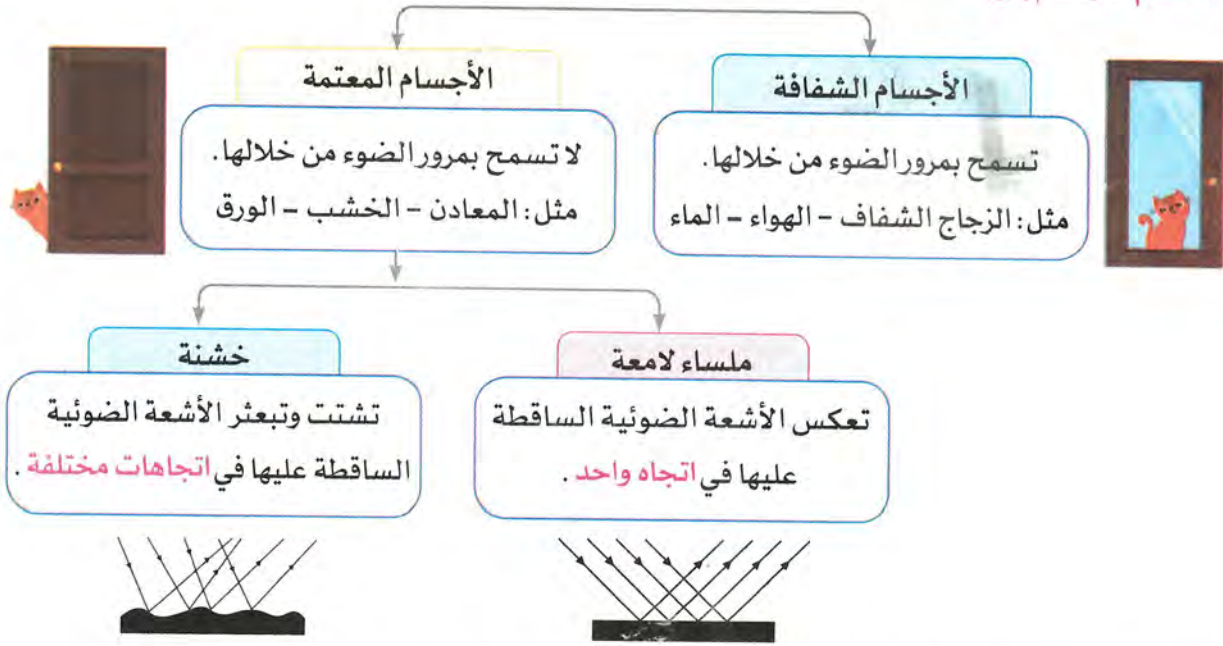 الأجسام الشفافة
تسمح بمرور الضوء من خلالها.
مثل: الزجاج الشفاف - الهواء - الماء
الأجسام المعتمة
لا تسمح بمرور الضوء من خلالها.
مثل: المعادن - الخشب - الورق
ملساء لامعة
تعكس الأشعة الضوئية الساقطة
عليها في اتجاه واحد.
خشنة
تشتت وتبعثر الأشعة الضوئية
الساقطة عليها في اتجاهات مختلفة.